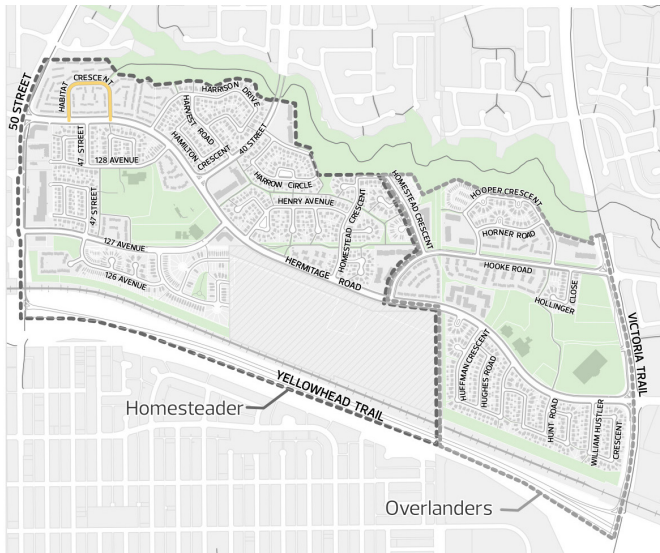 50 STREET
HABITAT
CRESCENT
HARRISON DRIVE
HARVEST ROAD
HAMILTON
CRESCENT
40 STREET
47 STREET
128 AVENUE
HARROW CIRCLE
HOMESTEAD CRESCENT
HENRY AVENUE
HOMESTEAD CRESCENT
HOOPER CRESCENT
HORNER ROAD
47 STREET
127 AVENUE
126 AVENUE
HERMITAGE
ROAD
HOOKE ROAD
HOLLINGER
CLOSE
VICTORIA TRAIL
HUFFMAN CRESCENT
HUGHES ROAD
HUNT ROAD
WILLIAM HUSTLER
CRESCENT
YELLOWHEAD TRAIL
Homesteader
Overlanders